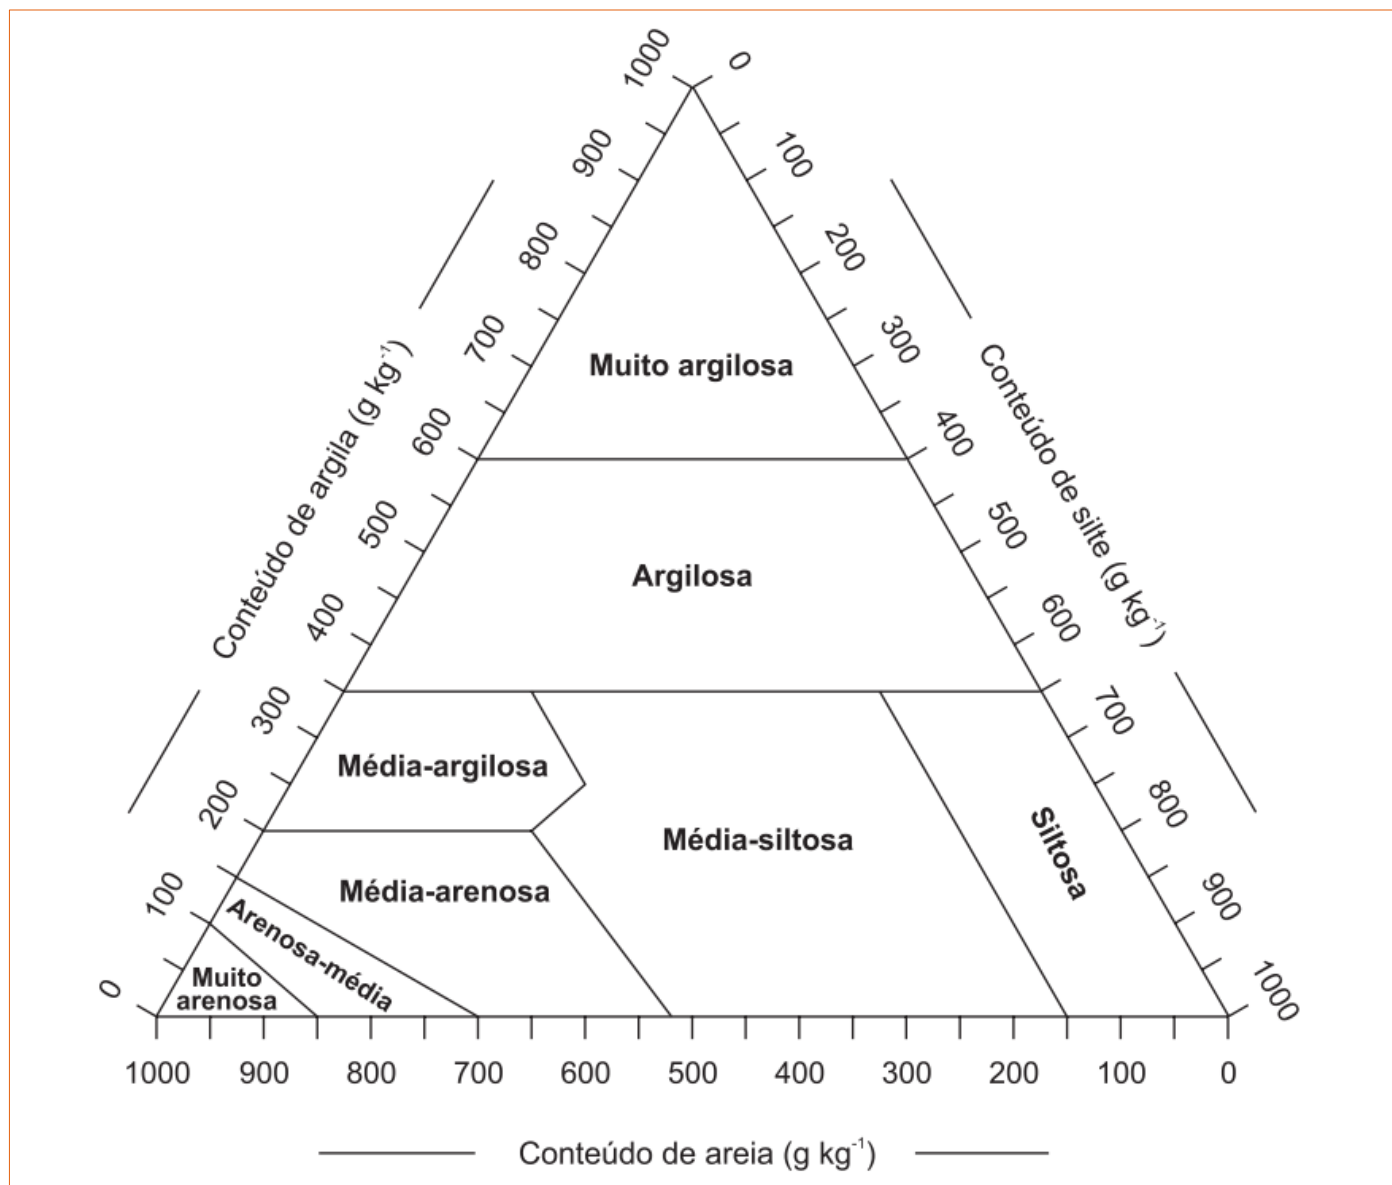 1000
900
800
700
600
500
400
300
200
100
0
Conteúdo de argila (g kg⁻¹)
0
100
200
300
400
500
600
700
800
900
1000
Conteúdo de silte (g kg⁻¹)
Muito argilosa
Argilosa
Média-argilosa
Média-siltosa
Siltosa
Média-arenosa
Arenosa-média
Muito
arenosa
1000 900 800 700 600 500 400 300 200 100 0
Conteúdo de areia (g kg⁻¹)